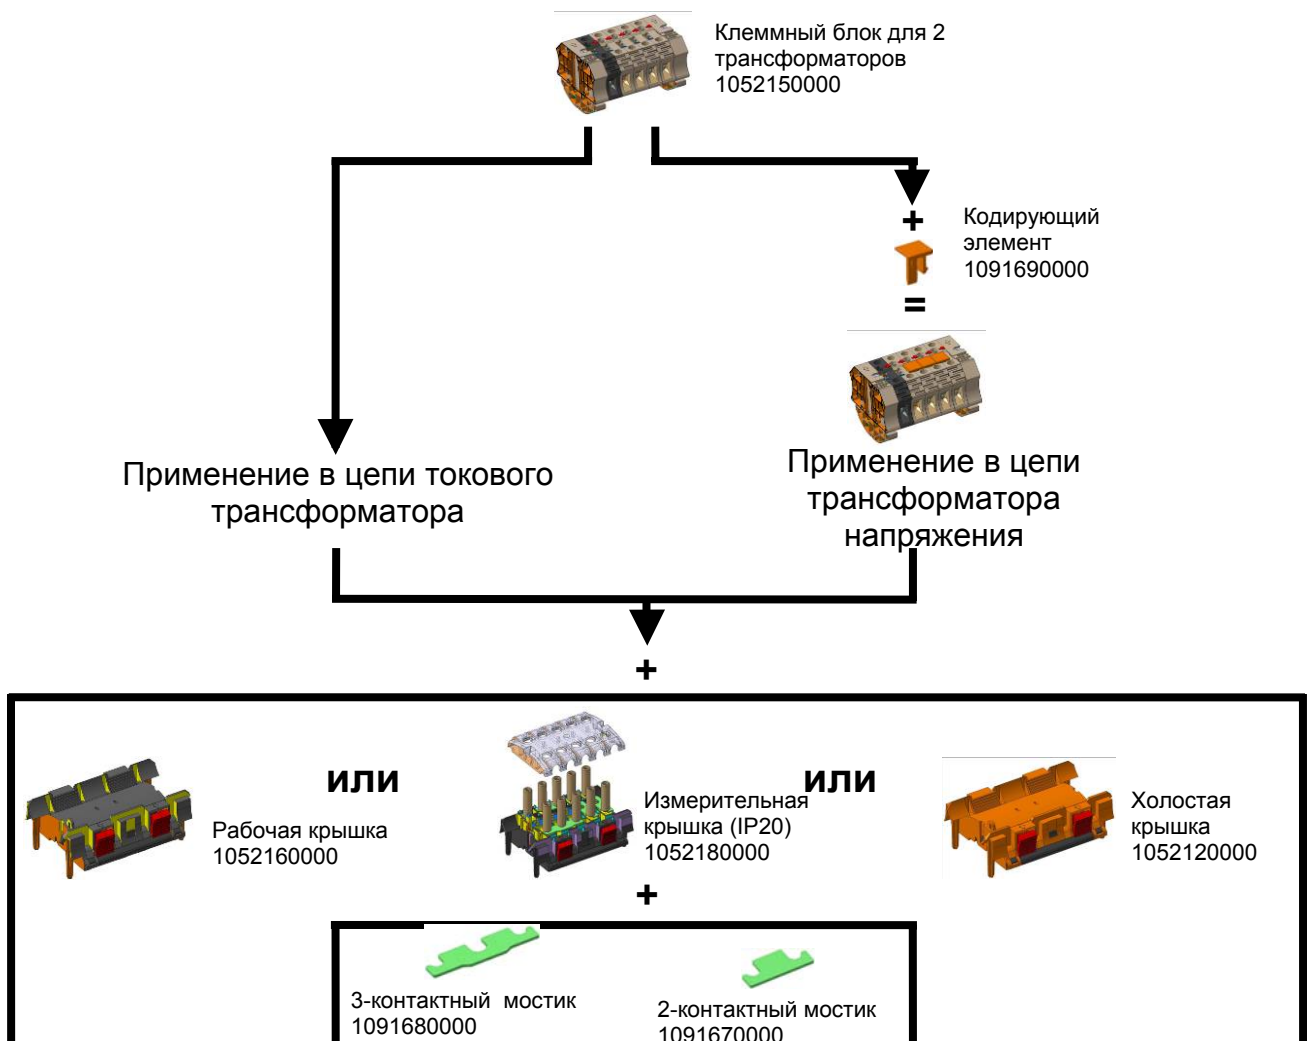 Клеммный блок для 2
трансформаторов
1052150000
+
Кодирующий
элемент
1091690000
=
Применение в цепи токового
трансформатора
Применение в цепи
трансформатора
напряжения
+
или
или
Рабочая крышка
1052160000
Измерительная
крышка (IP20)
1052180000
Холостая
крышка
1052120000
+
3-контактный мостик
1091680000
2-контактный мостик
1091670000